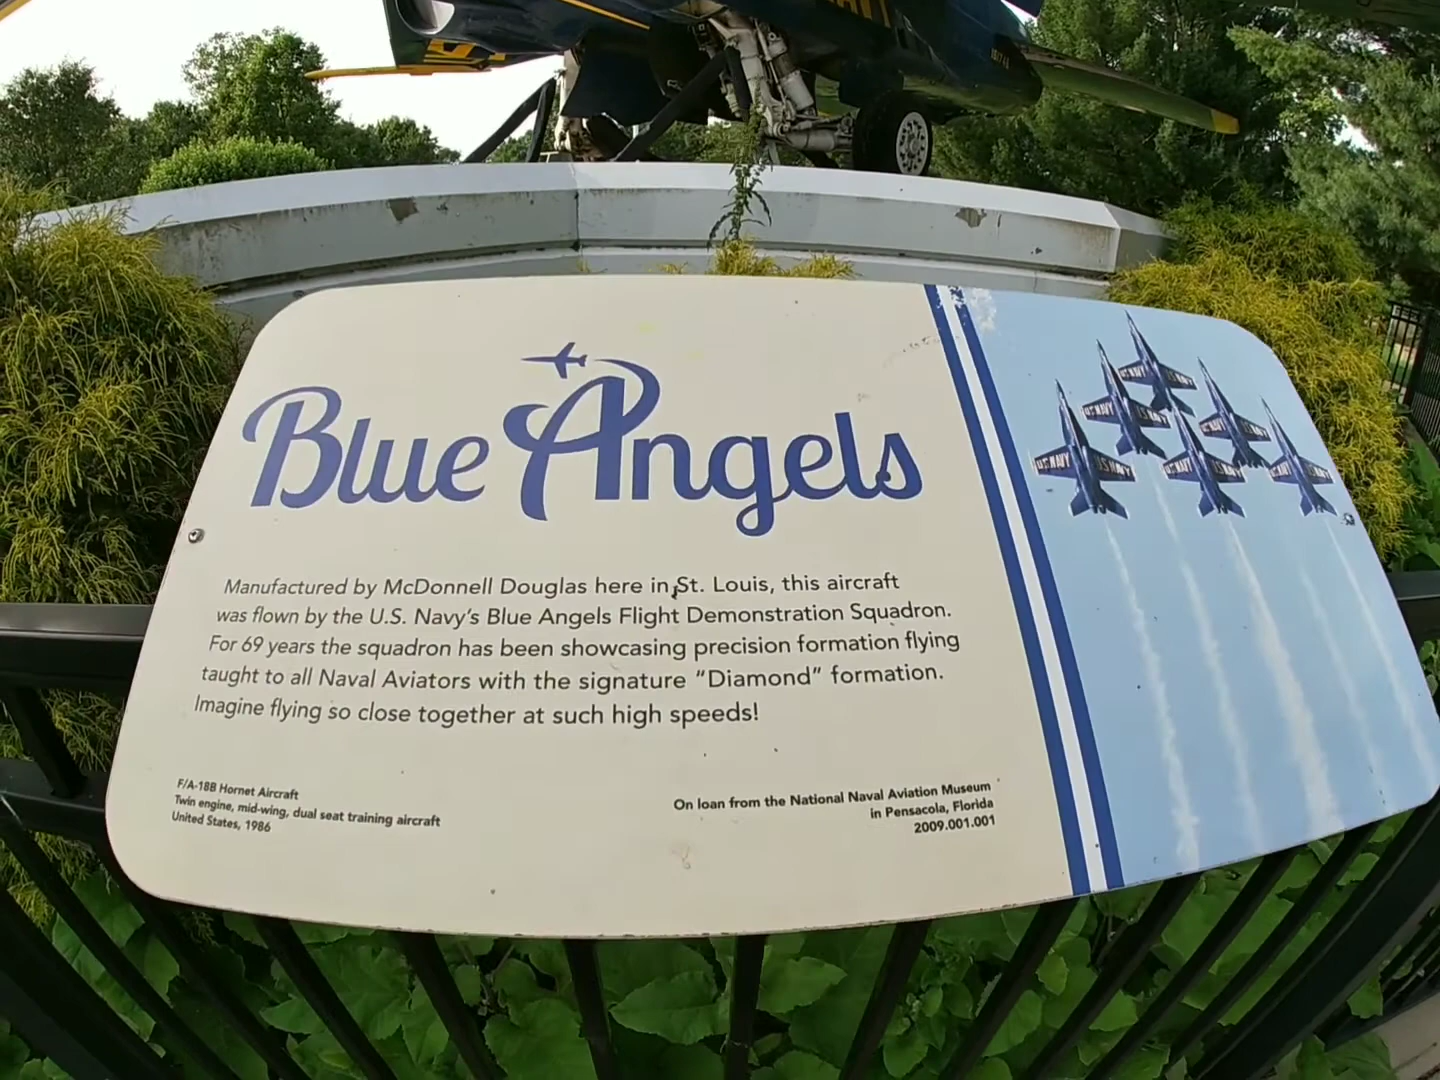 Blue Angels
Manufactured by McDonnell Douglas here in St. Louis, this aircraft
was flown by the U.S. Navy's Blue Angels Flight Demonstration Squadron.
For 69 years the squadron has been showcasing precision formation flying
taught to all Naval Aviators with the signature "Diamond" formation.
Imagine flying so close together at such high speeds!
F/A-18B Hornet Aircraft
Twin engine, mid-wing, dual seat training aircraft
United States, 1986
On loan from the National Naval Aviation Museum
in Pensacola, Florida
2009.001.001
U.S. NAVY U.S. NAVY